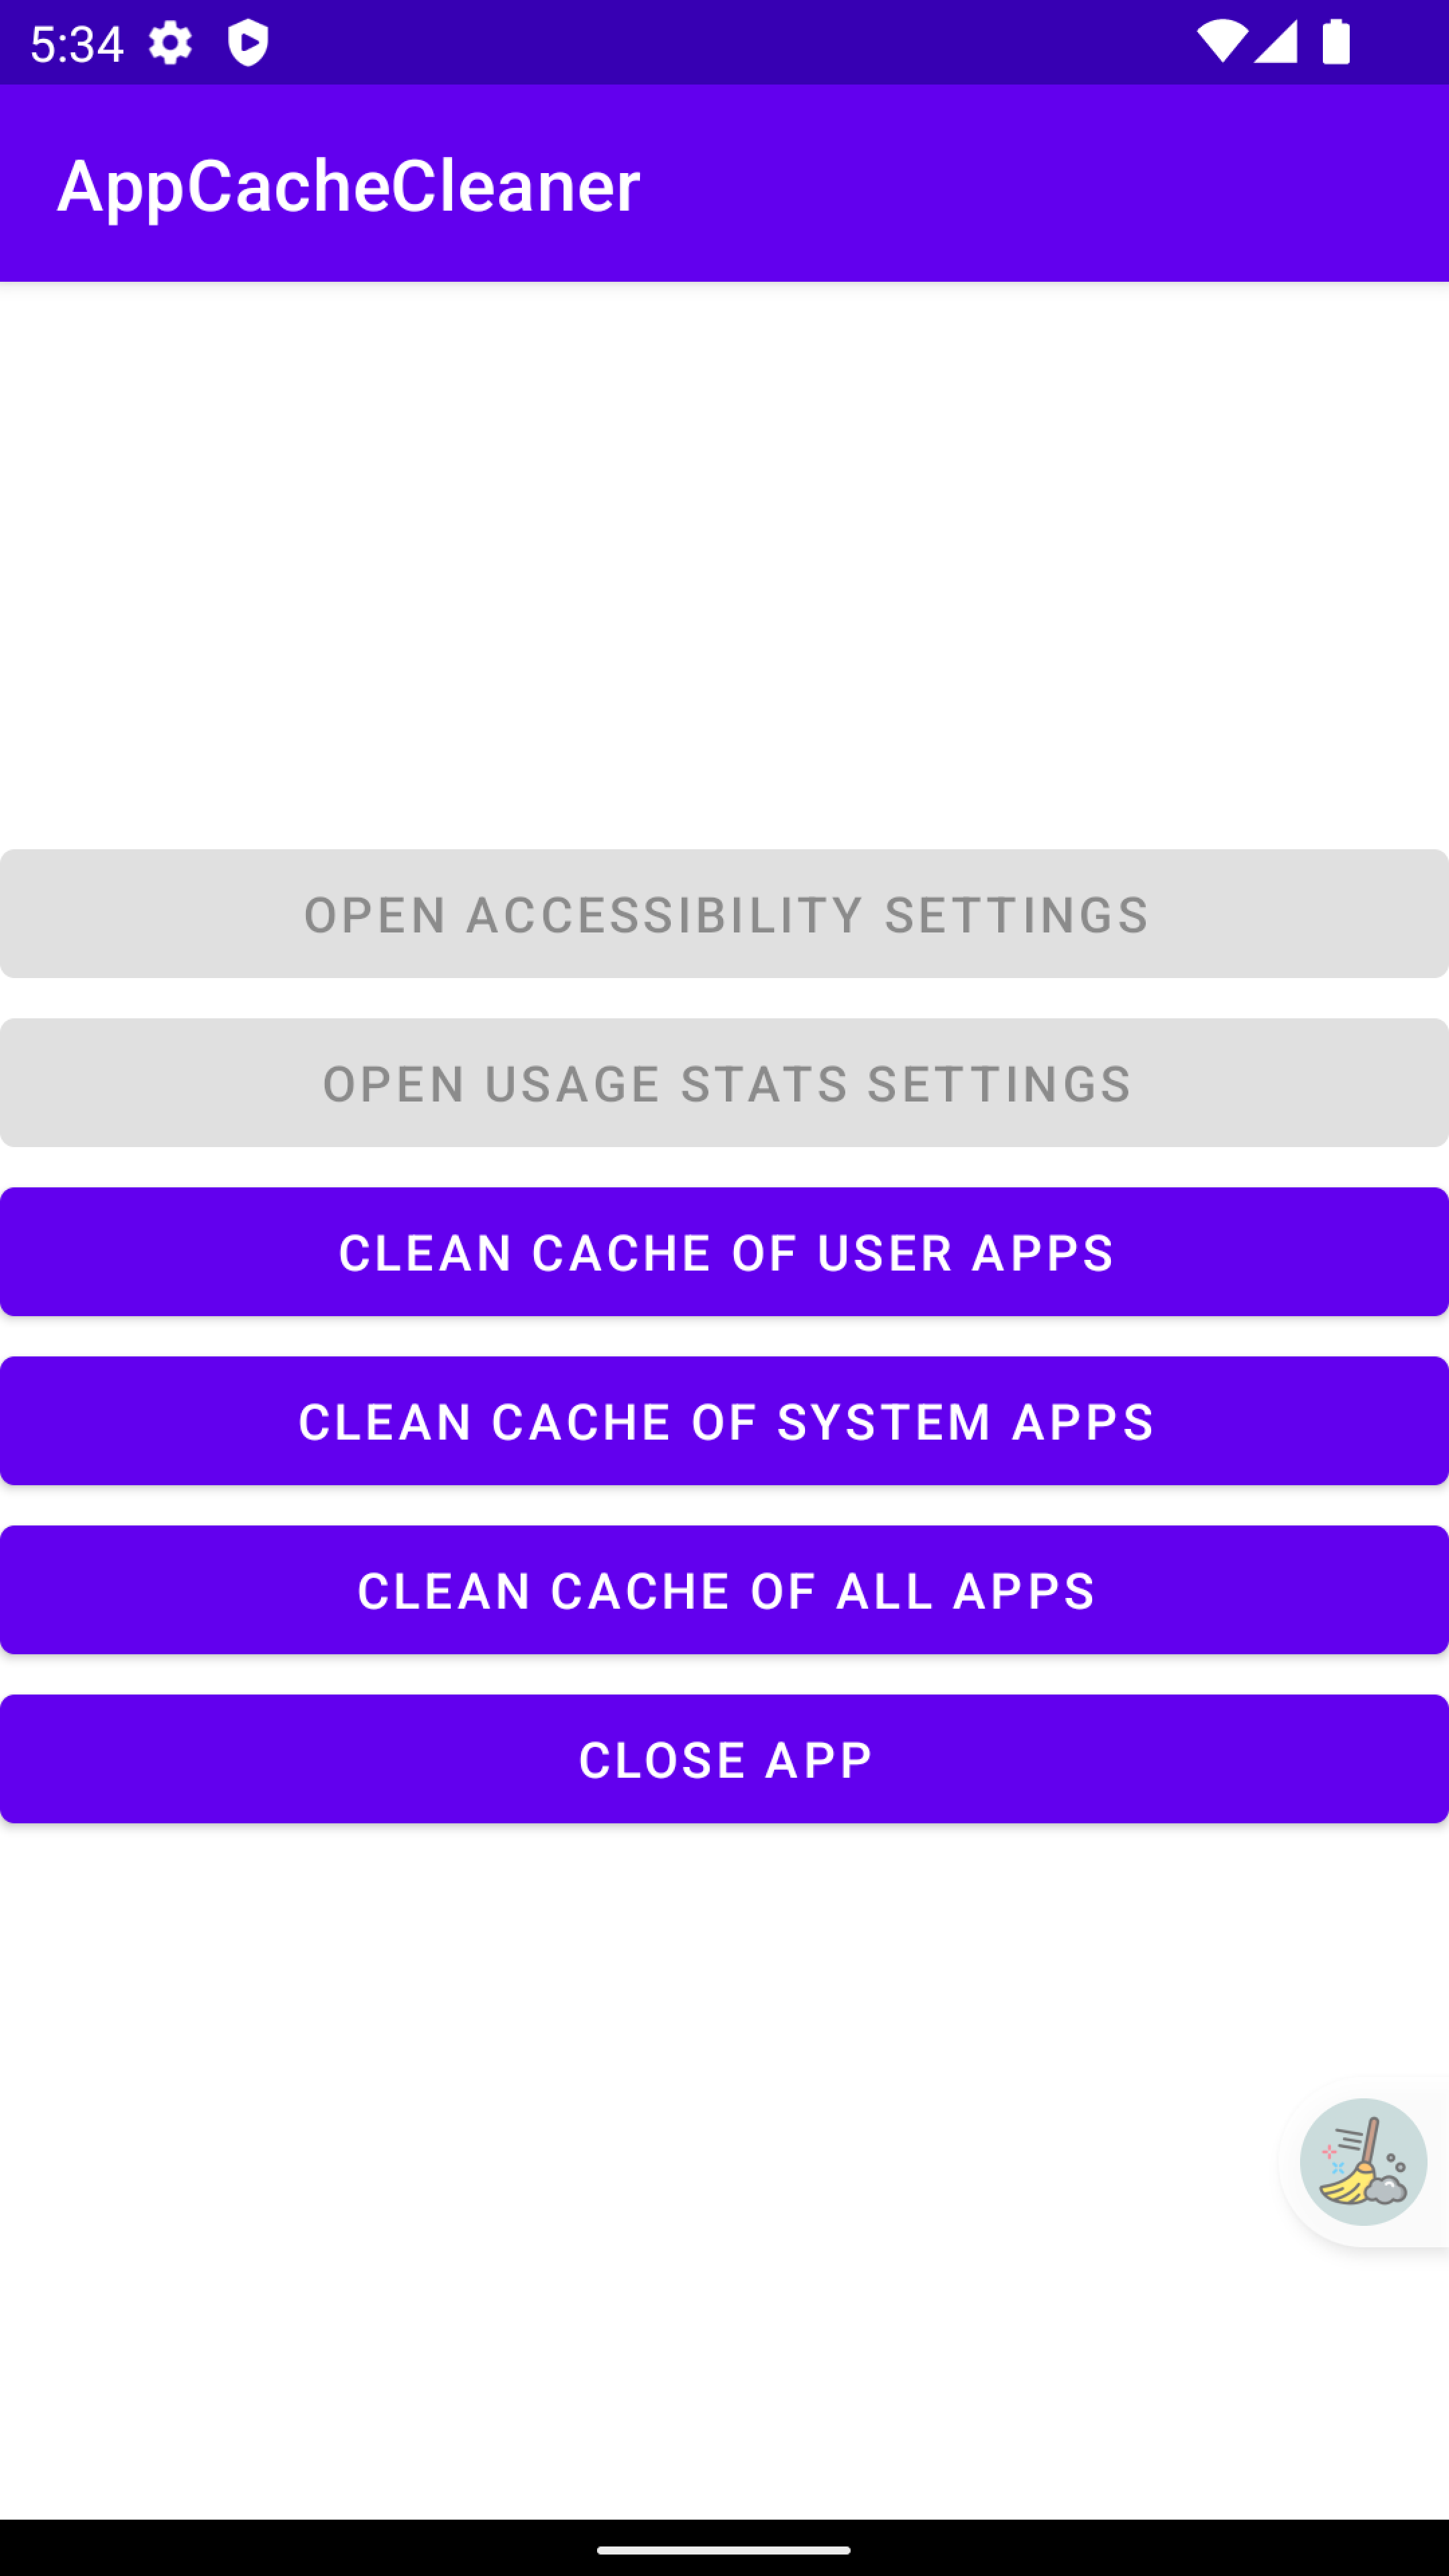 5:34
AppCacheCleaner
OPEN ACCESSIBILITY SETTINGS
OPEN USAGE STATS SETTINGS
CLEAN CACHE OF USER APPS
CLEAN CACHE OF SYSTEM APPS
CLEAN CACHE OF ALL APPS
CLOSE APP